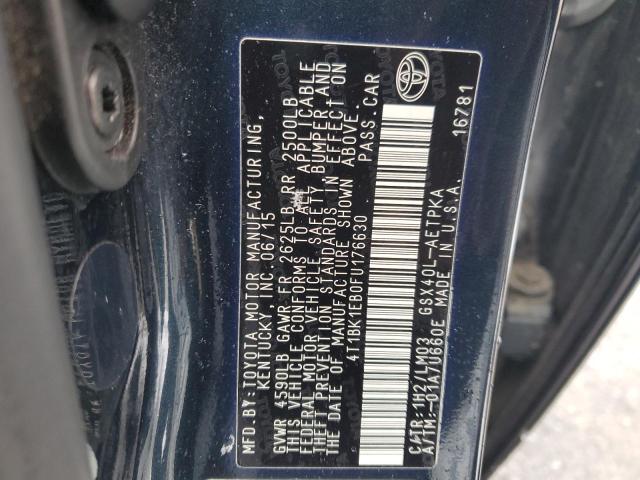 MFD.BY:TOYOTA MOTOR MANUFACTURING,
KENTUCKY, INC. 06/15
GVWR 4590LB GAWR FR 2625LB RR 2500LB
THIS VEHICLE CONFORMS TO ALL APPLICABLE
FEDERAL MOTOR VEHICLE SAFETY, BUMPER AND
THEFT PREVENTION STANDARDS IN EFFECT ON
THE DATE OF MANUFACTURE SHOWN ABOVE.
4T1BK1EB0FU176630 PASS.CAR
C/TR:1H2/LM03 GSX40L-AETPKA
A/TM:-01A/U660E MADE IN U.S.A.
16781